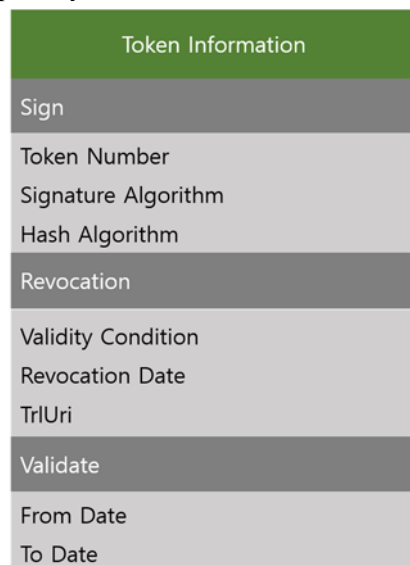 Token Information
Sign
Token Number
Signature Algorithm
Hash Algorithm
Revocation
Validity Condition
Revocation Date
TrlUri
Validate
From Date
To Date